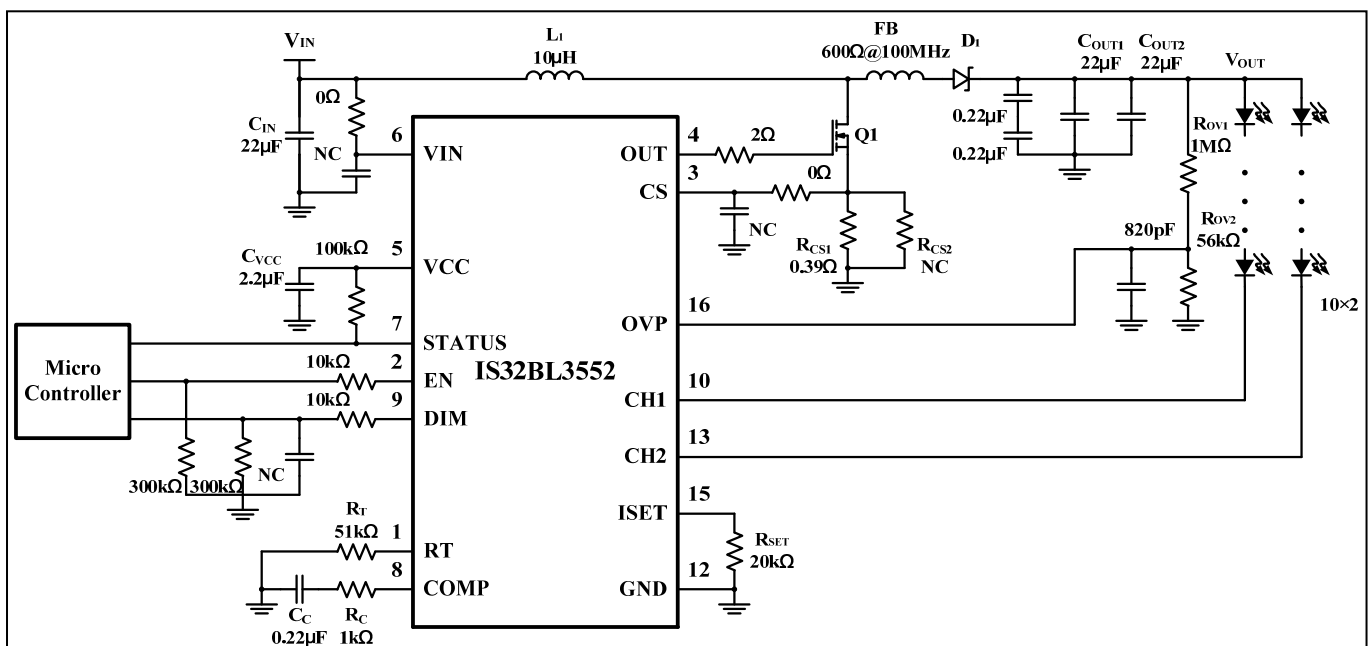 VIN
L1
10µH
FB
600Ω@100MHz
D1
COUT1
22µF
COUT2
22µF
VOUT
0Ω
CIN
22µF
NC
6
VIN
4
OUT
2Ω
Q1
0.22µF
0.22µF
ROV1
1MΩ
3
CS
0Ω
NC
RCS1
0.39Ω
RCS2
NC
820pF
ROV2
56kΩ
10×2
CVCC
2.2µF
100kΩ
5
VCC
7
STATUS
16
OVP
Micro
Controller
10kΩ
2
EN
IS32BL3552
10kΩ
9
DIM
10
CH1
13
CH2
300kΩ
300kΩ
NC
15
ISET
RSET
20kΩ
RT
51kΩ
1
RT
8
COMP
12
GND
CC
0.22µF
RC
1kΩ